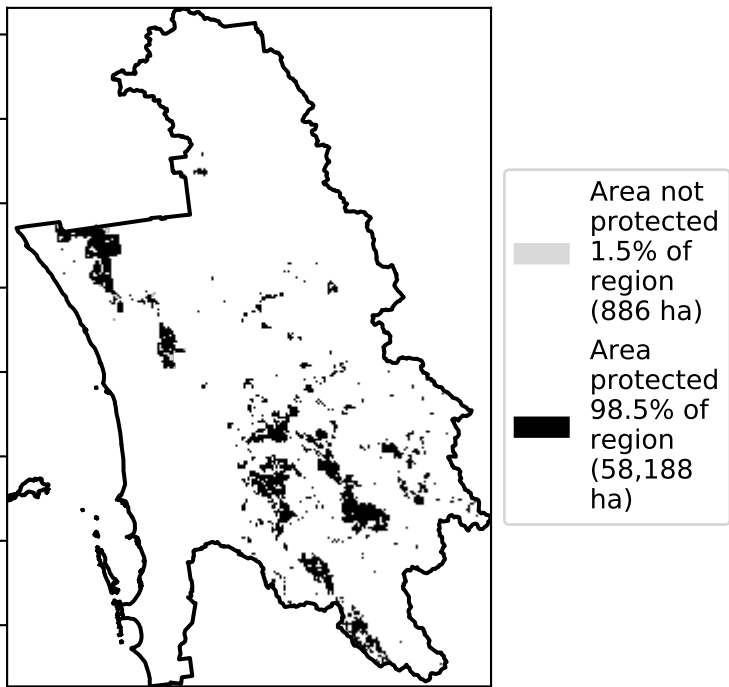 Area not
protected
1.5% of
region
(886 ha)
Area
protected
98.5% of
region
(58,188
ha)